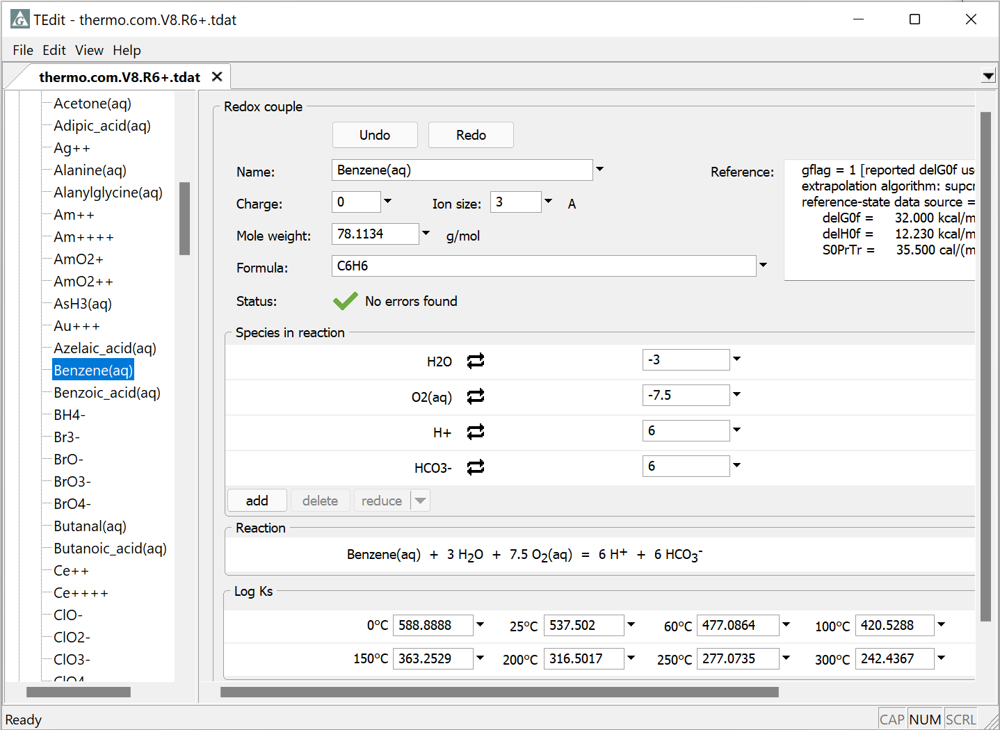 TEdit - thermo.com.V8.R6+.tdat
File Edit View Help
thermo.com.V8.R6+.tdat
Acetone(aq)
Adipic_acid(aq)
Ag++
Alanine(aq)
Alanylglycine(aq)
Am++
Am++++
AmO2+
AmO2++
AsH3(aq)
Au+++
Azelaic_acid(aq)
Benzene(aq)
Benzoic_acid(aq)
BH4-
Br3-
BrO-
BrO3-
BrO4-
Butanal(aq)
Butanoic_acid(aq)
Ce++
Ce++++
ClO-
ClO2-
ClO3-
ClO4
Redox couple
Undo Redo
Name: Benzene(aq)
Charge: 0 Ion size: 3 A
Mole weight: 78.1134 g/mol
Formula: C6H6
Status: No errors found
Reference: gflag = 1 [reported delG0f us
extrapolation algorithm: supcr
reference-state data source =
delG0f = 32.000 kcal/m
delH0f = 12.230 kcal/m
S0PrTr = 35.500 cal/(m
Species in reaction
H2O -3
O2(aq) -7.5
H+ 6
HCO3- 6
add delete reduce
Reaction
Benzene(aq) + 3 H₂O + 7.5 O₂(aq) = 6 H⁺ + 6 HCO₃⁻
Log Ks
0°C 588.8888 25°C 537.502 60°C 477.0864 100°C 420.5288
150°C 363.2529 200°C 316.5017 250°C 277.0735 300°C 242.4367
Ready CAP NUM SCRL